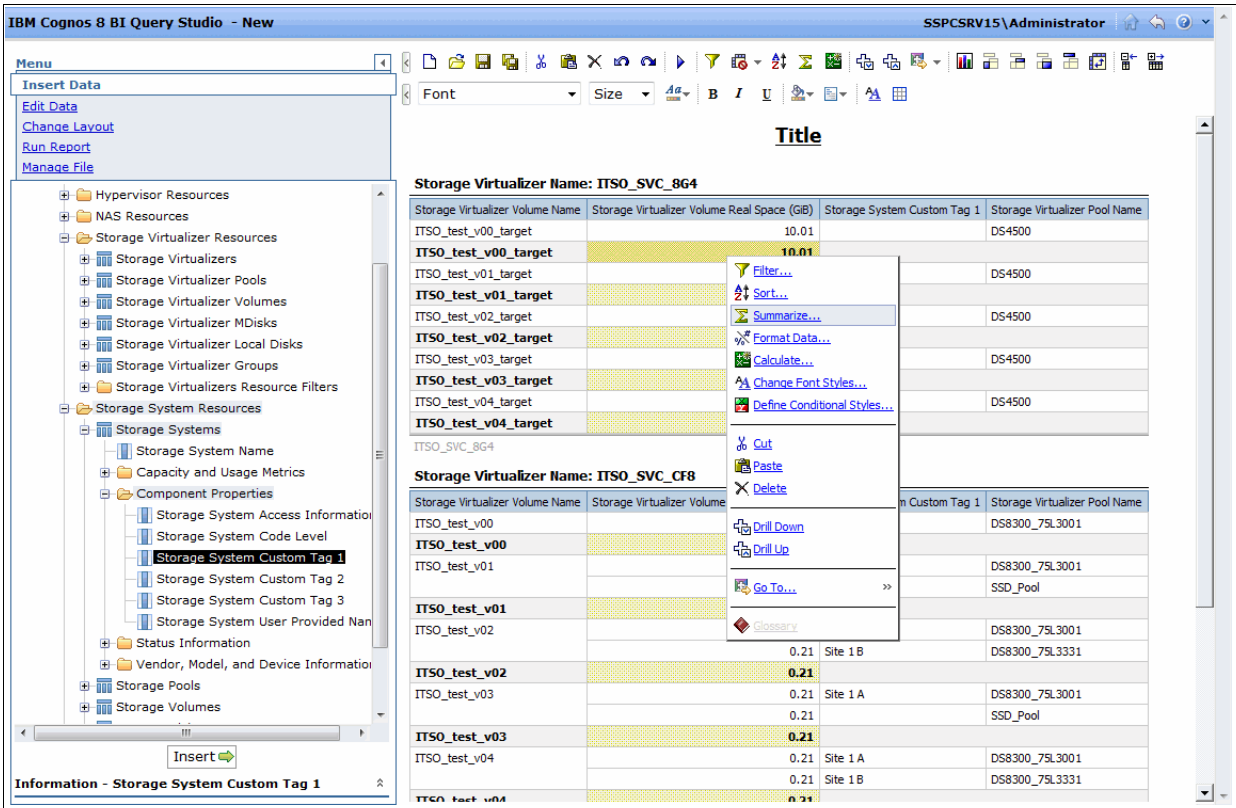 IBM Cognos 8 BI Query Studio - New
SSPCSRV15\Administrator
Menu
Insert Data
Edit Data
Change Layout
Run Report
Manage File
Font
Size
B I U
Hypervisor Resources
NAS Resources
Storage Virtualizer Resources
Storage Virtualizers
Storage Virtualizer Pools
Storage Virtualizer Volumes
Storage Virtualizer MDisks
Storage Virtualizer Local Disks
Storage Virtualizer Groups
Storage Virtualizers Resource Filters
Storage System Resources
Storage Systems
Storage System Name
Capacity and Usage Metrics
Component Properties
Storage System Access Information
Storage System Code Level
Storage System Custom Tag 1
Storage System Custom Tag 2
Storage System Custom Tag 3
Storage System User Provided Nan
Status Information
Vendor, Model, and Device Information
Storage Pools
Storage Volumes
Insert
Information - Storage System Custom Tag 1
Title
Storage Virtualizer Name: ITSO_SVC_8G4
Storage Virtualizer Volume Name Storage Virtualizer Volume Real Space (GiB) Storage System Custom Tag 1 Storage Virtualizer Pool Name
ITSO_test_v00_target 10.01 DS4500
ITSO_test_v00_target 10.01
ITSO_test_v01_target DS4500
ITSO_test_v01_target
ITSO_test_v02_target DS4500
ITSO_test_v02_target
ITSO_test_v03_target DS4500
ITSO_test_v03_target
ITSO_test_v04_target DS4500
ITSO_test_v04_target
ITSO_SVC_8G4
Storage Virtualizer Name: ITSO_SVC_CF8
Storage Virtualizer Volume Name Storage Virtualizer Volume m Custom Tag 1 Storage Virtualizer Pool Name
ITSO_test_v00 DS8300_75L3001
ITSO_test_v00
ITSO_test_v01 DS8300_75L3001
SSD_Pool
ITSO_test_v01
ITSO_test_v02 DS8300_75L3001
0.21 Site 1 B DS8300_75L3331
ITSO_test_v02 0.21
ITSO_test_v03 0.21 Site 1 A DS8300_75L3001
0.21 SSD_Pool
ITSO_test_v03 0.21
ITSO_test_v04 0.21 Site 1 A DS8300_75L3001
0.21 Site 1 B DS8300_75L3331
ITSO_test_v04 0.21
Filter...
Sort...
Summarize...
Format Data...
Calculate...
Change Font Styles...
Define Conditional Styles...
Cut
Paste
Delete
Drill Down
Drill Up
Go To...
Glossary